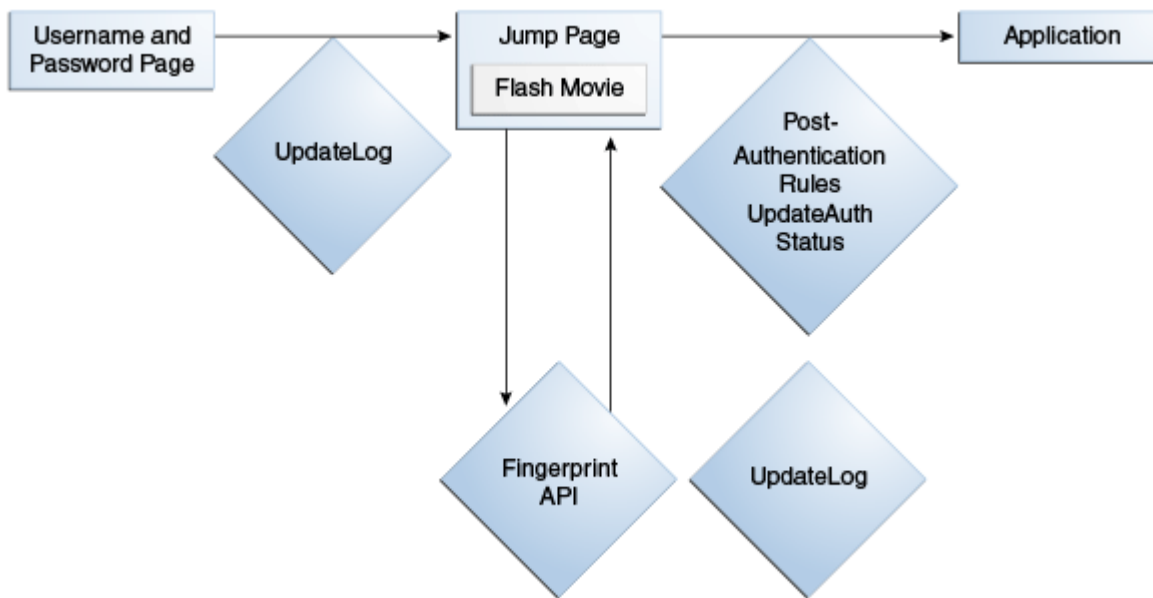 Username and
Password Page
Jump Page
Flash Movie
Application
UpdateLog
Post-
Authentication
Rules
UpdateAuth
Status
Fingerprint
API
UpdateLog